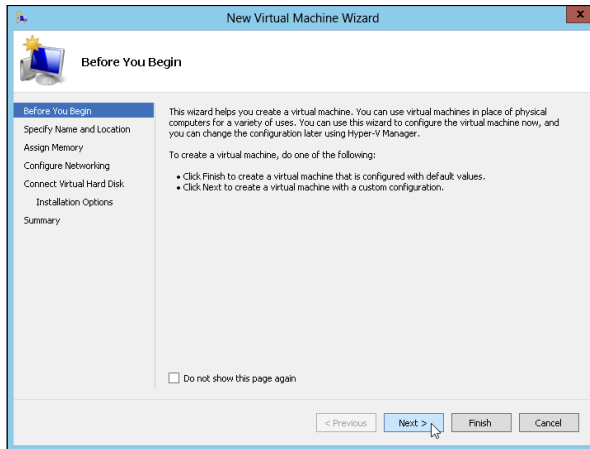 New Virtual Machine Wizard
x
Before You Begin
Before You Begin
Specify Name and Location
Assign Memory
Configure Networking
Connect Virtual Hard Disk
Installation Options
Summary
This wizard helps you create a virtual machine. You can use virtual machines in place of physical
computers for a variety of uses. You can use this wizard to configure the virtual machine now, and
you can change the configuration later using Hyper-V Manager.
To create a virtual machine, do one of the following:
• Click Finish to create a virtual machine that is configured with default values.
• Click Next to create a virtual machine with a custom configuration.
Do not show this page again
< Previous Next > Finish Cancel